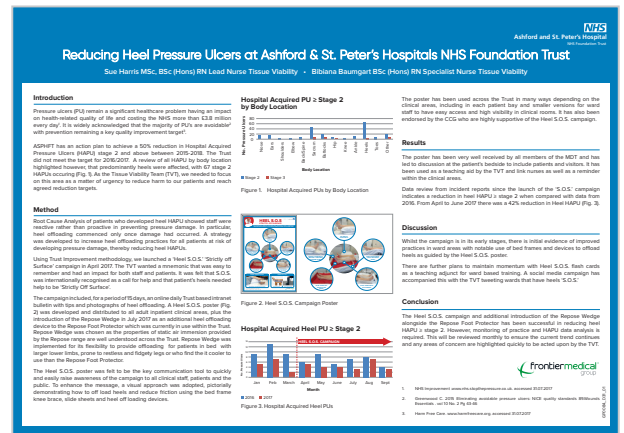 NHS
Ashford and St. Peter's Hospitals
NHS Foundation Trust
Reducing Heel Pressure Ulcers at Ashford & St. Peter's Hospitals NHS Foundation Trust
Sue Harris MSc, BSc (Hons) RN Lead Nurse Tissue Viability • Bibiana Baumgart BSc (Hons) RN Specialist Nurse Tissue Viability
Introduction
Pressure ulcers (PU) remain a significant healthcare problem having an impact
on health-related quality of life and costing the NHS more than £3.8 million
every day¹. It is widely acknowledged that the majority of PUs are avoidable²
with prevention remaining a key quality improvement target³.
ASPHFT has an action plan to achieve a 50% reduction in Hospital Acquired
Pressure Ulcers (HAPU) stage 2 and above between 2015-2018. The Trust
did not meet the target for 2016/2017. A review of all HAPU by body location
highlighted however, that predominantly heels were affected, with 67 stage 2
HAPUs occurring (Fig. 1). As the Tissue Viability Team (TVT), we needed to focus
on this area as a matter of urgency to reduce harm to our patients and reach
agreed reduction targets.
Method
Root Cause Analysis of patients who developed heel HAPU showed staff were
reactive rather than proactive in preventing pressure damage. In particular,
heel offloading commenced only once damage had occurred. A strategy
was developed to increase heel offloading practices for all patients at risk of
developing pressure damage, thereby reducing heel HAPUs.
Using Trust Improvement methodology, we launched a 'Heel S.O.S.' 'Strictly off
Surface' campaign in April 2017. The TVT wanted a mnemonic that was easy to
remember and had an impact for both staff and patients. It was felt that S.O.S.
was internationally recognised as a call for help and that patient's heels needed
help to be 'Strictly Off Surface'.
The campaign included, for a period of 15 days, an online daily Trust based intranet
bulletin with tips and photographs of heel offloading. A Heel S.O.S. poster (Fig.
2) was developed and distributed to all adult inpatient clinical areas, plus the
introduction of the Repose Wedge in July 2017 as an additional heel offloading
device to the Repose Foot Protector which was currently in use within the Trust.
Repose Wedge was chosen as the properties of static air immersion provided
by the Repose range are well understood across the Trust. Repose Wedge was
implemented for its flexibility to provide offloading for patients in bed with
larger lower limbs, prone to restless and fidgety legs or who find it cooler to
use than the Repose Foot Protector.
The Heel S.O.S. poster was felt to be the key communication tool to quickly
and easily raise awareness of the campaign to all clinical staff, patients and the
public. To enhance the message, a visual approach was adopted, pictorially
demonstrating how to off load heels and reduce friction using the bed frame
knee brace, slide sheets and heel off loading devices.
Hospital Acquired PU ≥ Stage 2
by Body Location
No. Pressure Ulcers
Body Location
Stage 2 Stage 3
Figure 1. Hospital Acquired PUs by Body Location
HEEL S.O.S
Figure 2. Heel S.O.S. Campaign Poster
Hospital Acquired Heel PU ≥ Stage 2
HEEL S.O.S. CAMPAIGN
Jan Feb March April May June July Aug Sept
Month
2016 2017
Figure 3. Hospital Acquired Heel PUs
The poster has been used across the Trust in many ways depending on the
clinical areas, including in each patient bay and smaller versions for ward
staff to have easy access and high visibility in clinical rooms. It has also been
endorsed by the CCG who are highly supportive of the Heel S.O.S. campaign.
Results
The poster has been very well received by all members of the MDT and has
led to discussion at the patient's bedside to include patients and visitors. It has
been used as a teaching aid by the TVT and link nurses as well as a reminder
within the clinical areas.
Data review from incident reports since the launch of the 'S.O.S.' campaign
indicates a reduction in heel HAPU ≥ stage 2 when compared with data from
2016. From April to June 2017 there was a 42% reduction in Heel HAPU (Fig. 3).
Discussion
Whilst the campaign is in its early stages, there is initial evidence of improved
practices in ward areas with notable use of bed frames and devices to offload
heels as guided by the Heel S.O.S. poster.
There are further plans to maintain momentum with Heel S.O.S. flash cards
as a teaching adjunct for ward based training. A social media campaign has
accompanied this with the TVT tweeting wards that have heels 'S.O.S.'
Conclusion
The Heel S.O.S. campaign and additional introduction of the Repose Wedge
alongside the Repose Foot Protector has been successful in reducing heel
HAPU ≥ stage 2. However, monitoring of practice and HAPU data analysis is
required. This will be reviewed monthly to ensure the current trend continues
and any areas of concern are highlighted quickly to be acted upon by the TVT.
frontiermedical
group